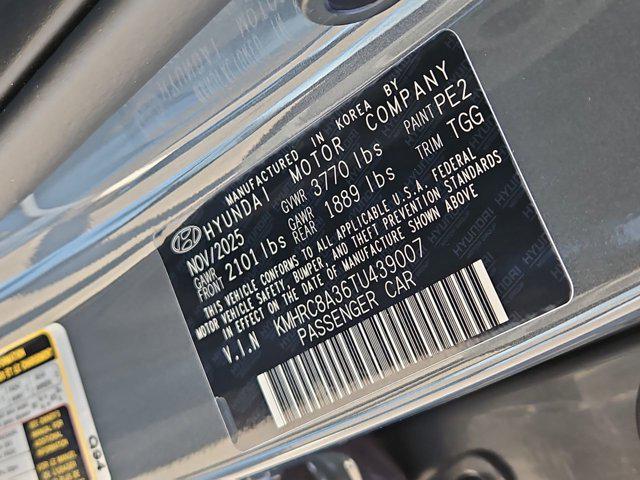 MANUFACTURED IN KOREA BY
HYUNDAI MOTOR COMPANY
NOV/2025 GVWR 3770 lbs PAINT PE2
GAWR FRONT 2101 lbs GAWR REAR 1889 lbs TRIM TGG
THIS VEHICLE CONFORMS TO ALL APPLICABLE U.S.A. FEDERAL
MOTOR VEHICLE SAFETY, BUMPER, AND THEFT PREVENTION STANDARDS
IN EFFECT ON THE DATE OF MANUFACTURE SHOWN ABOVE
V.I.N KMHRC8A36TU439007
PASSENGER CAR